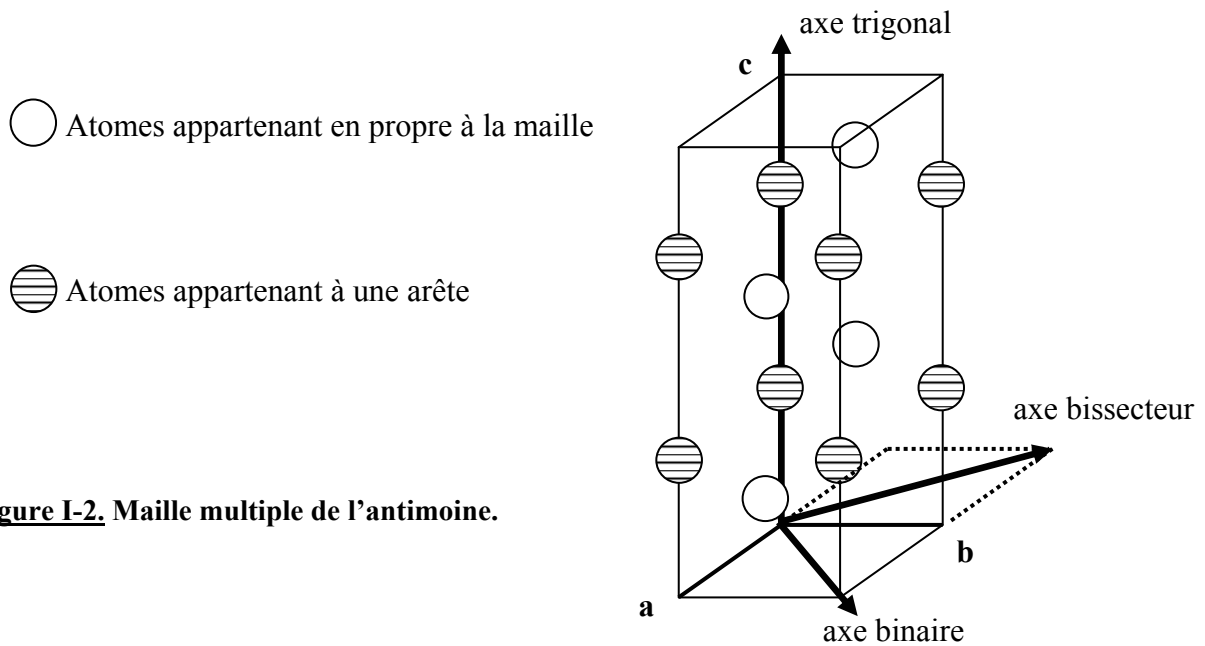 axe trigonal
c
Atomes appartenant en propre à la maille
Atomes appartenant à une arête
axe bissecteur
gure I-2. Maille multiple de l'antimoine.
b
a
axe binaire